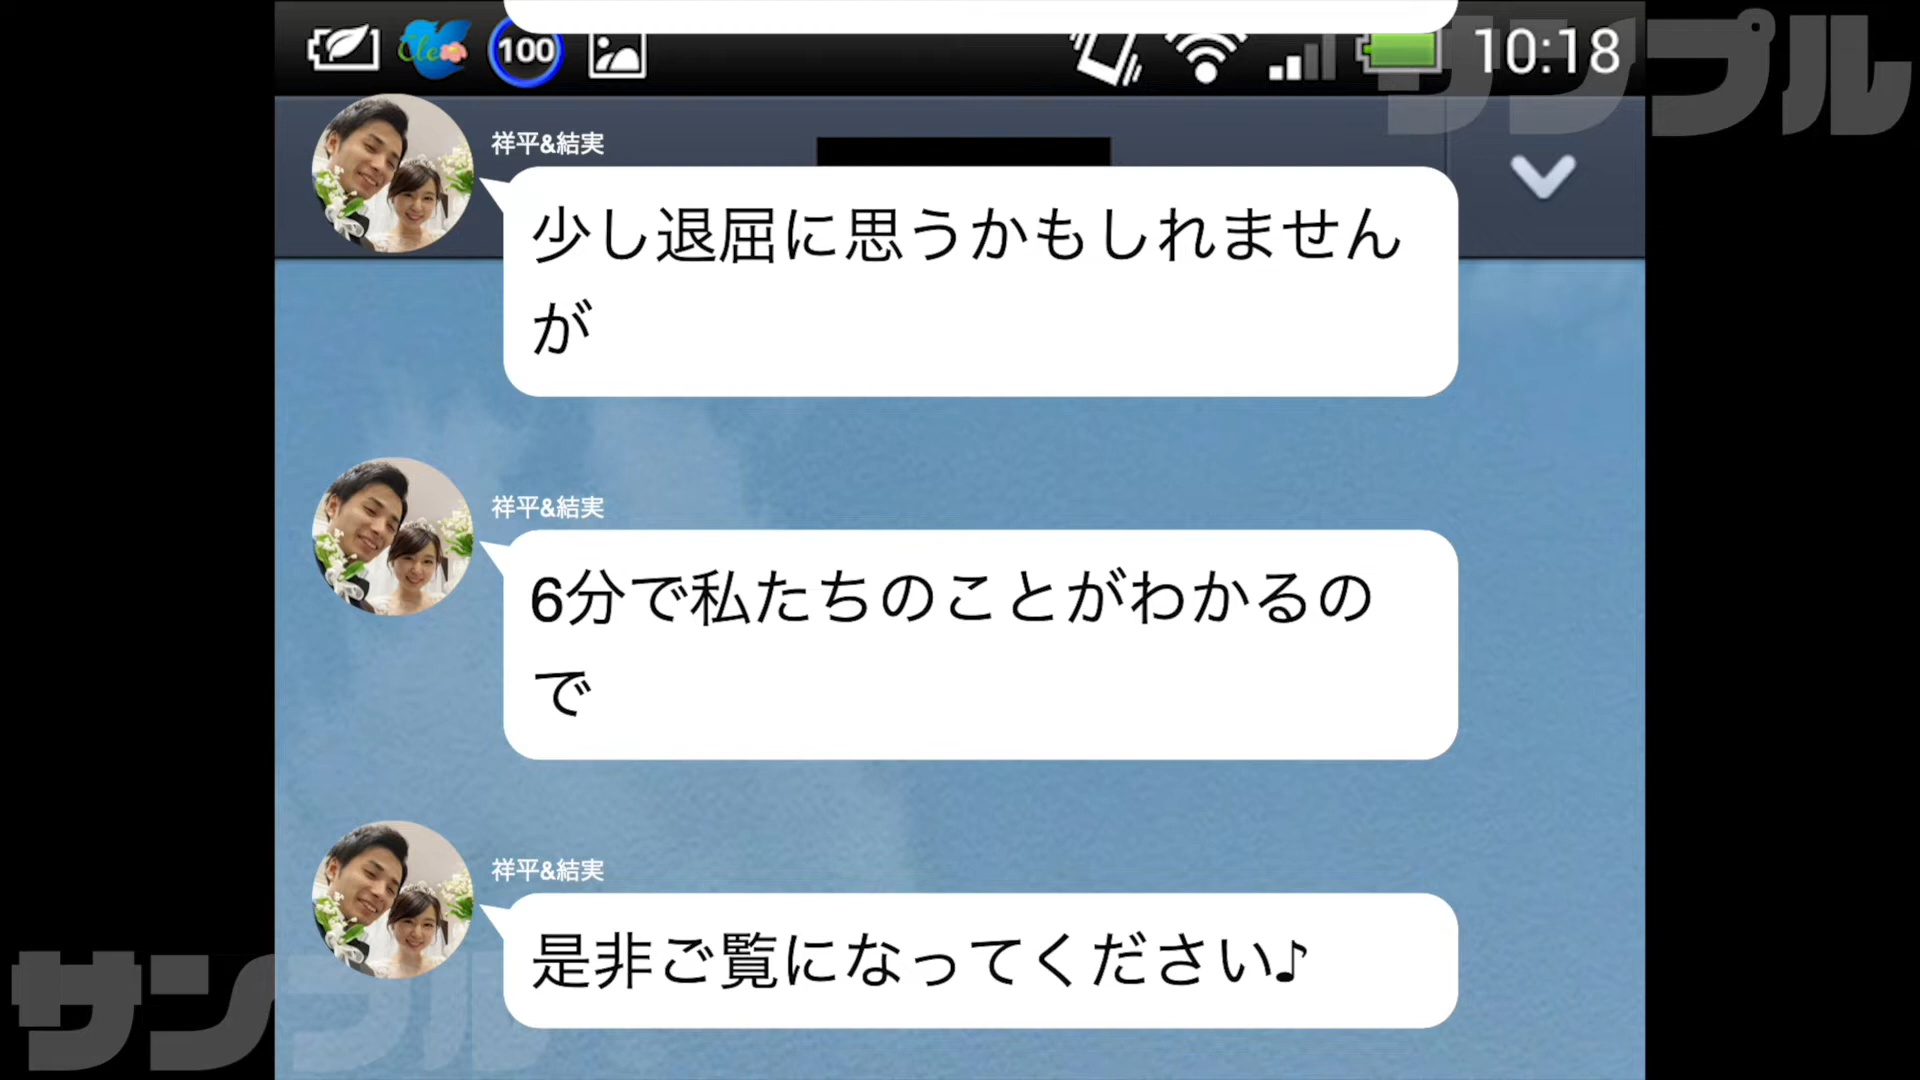 100
10:18
サンプル
祥平&結実
少し退屈に思うかもしれません
が
祥平&結実
6分で私たちのことがわかるの
で
祥平&結実
是非ご覧になってください♪
サンプル